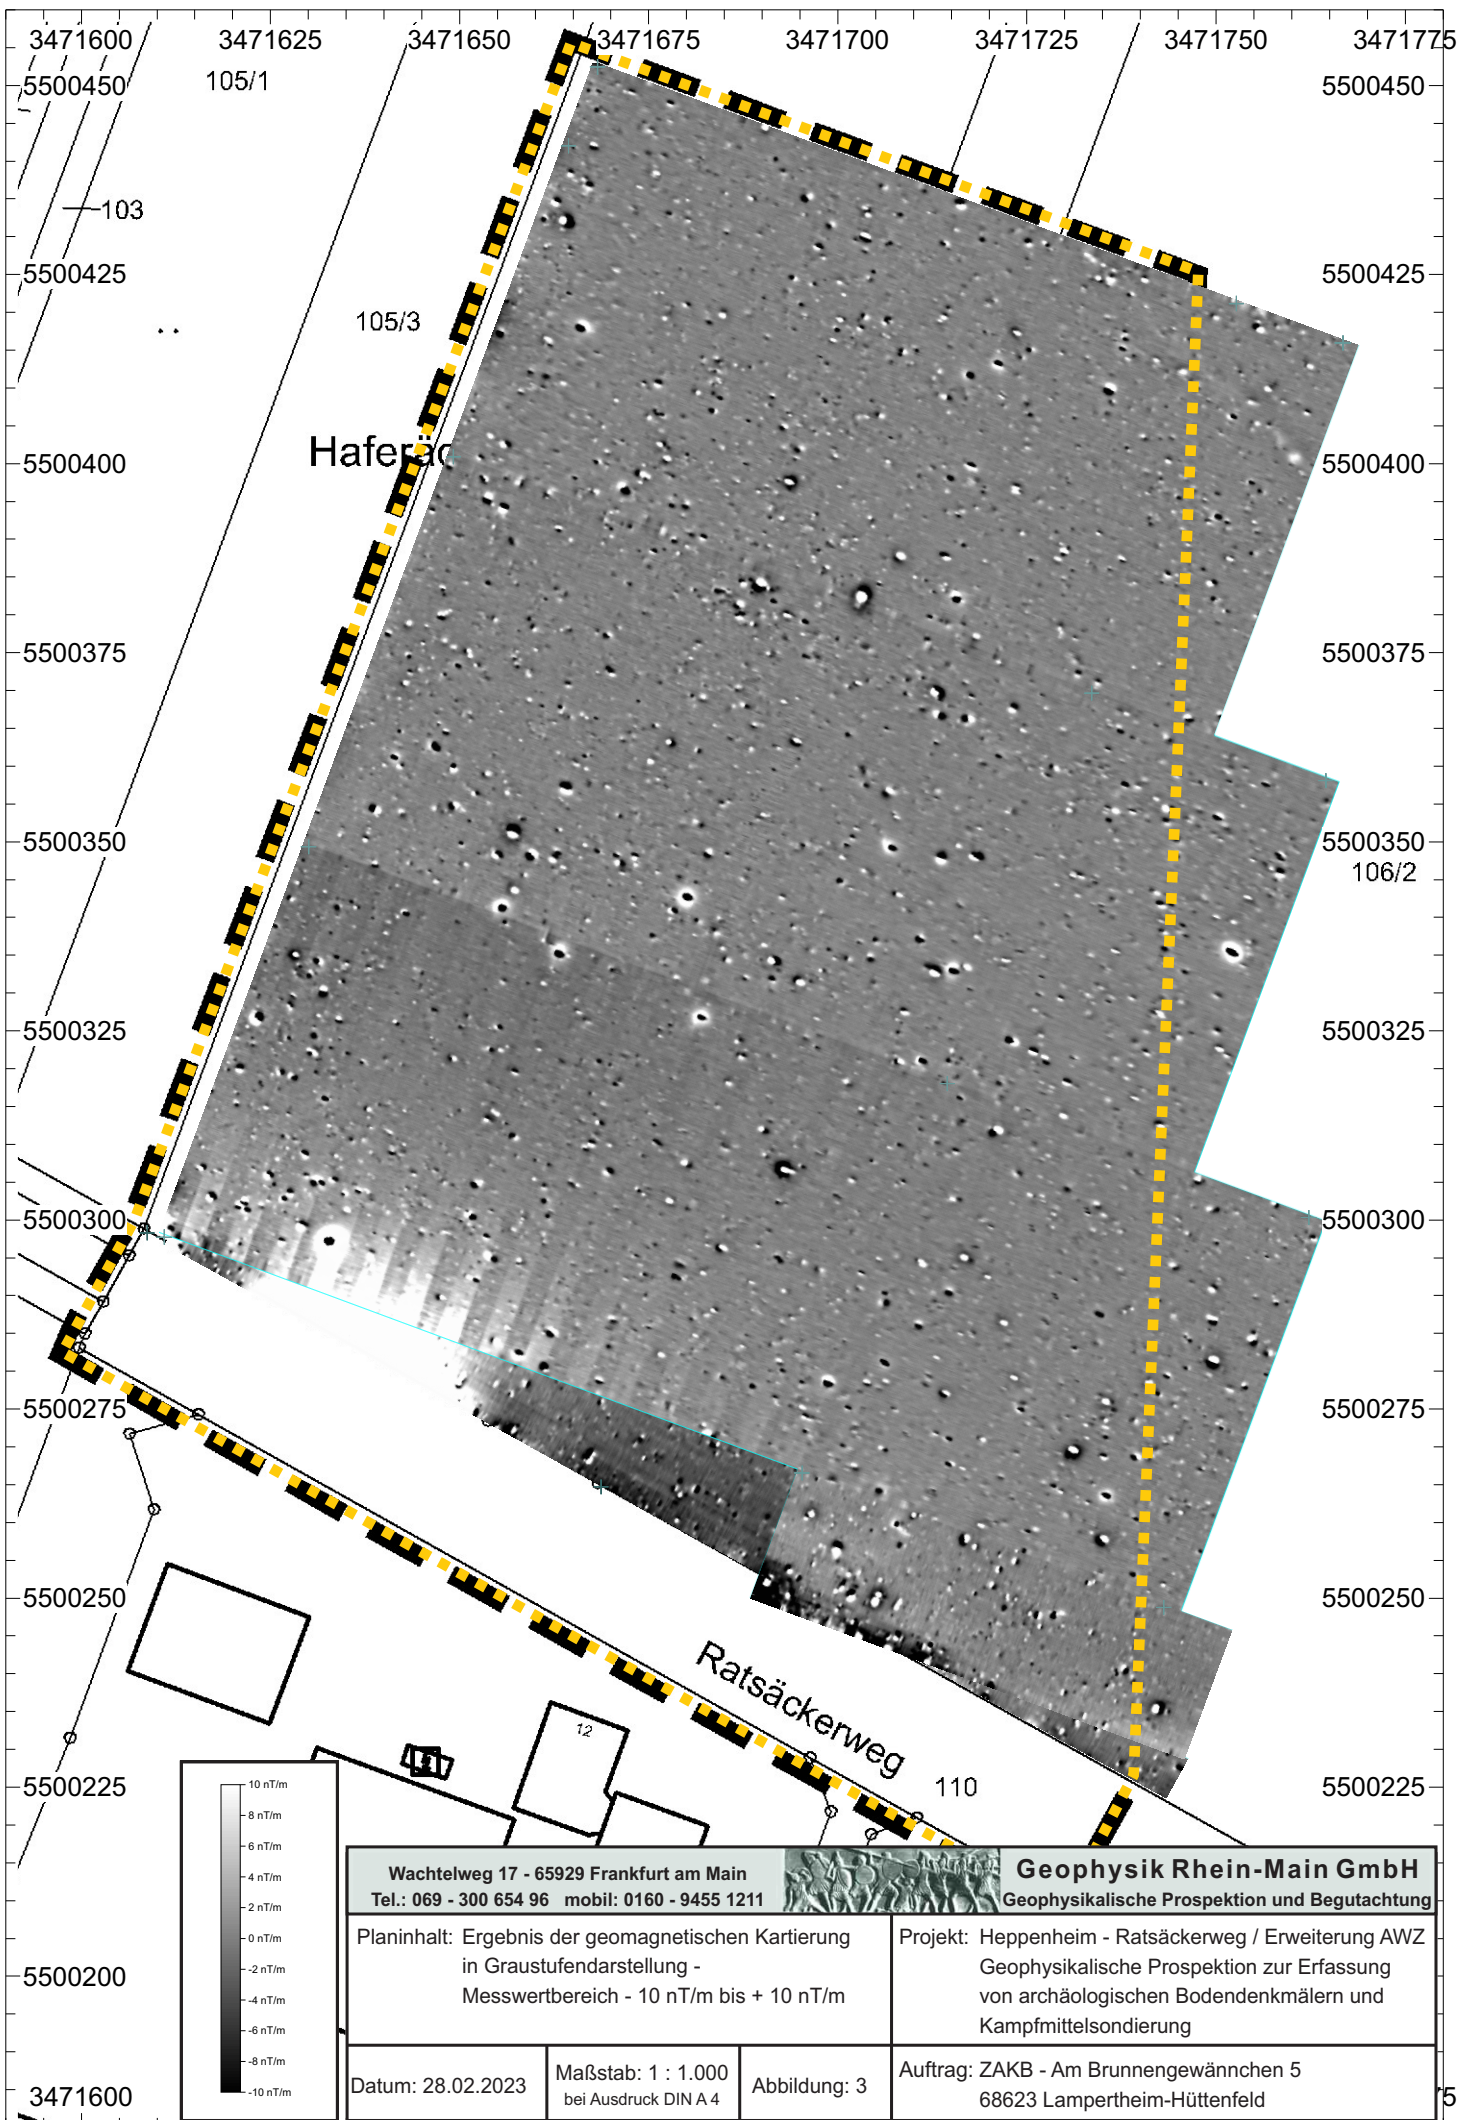 3471600 3471625 3471650 3471675 3471700 3471725 3471750 3471775
105/1
5500450 5500450
103
5500425 5500425
105/3
Haferäc
5500400 5500400
5500375 5500375
5500350 5500350
106/2
5500325 5500325
5500300 5500300
5500275 5500275
5500250 5500250
Ratsäckerweg
12
110
5500225 5500225
5500200
3471600
10 nT/m
8 nT/m
6 nT/m
4 nT/m
2 nT/m
0 nT/m
-2 nT/m
-4 nT/m
-6 nT/m
-8 nT/m
-10 nT/m
Wachtelweg 17 - 65929 Frankfurt am Main
Tel.: 069 - 300 654 96 mobil: 0160 - 9455 1211
Geophysik Rhein-Main GmbH
Geophysikalische Prospektion und Begutachtung
Planinhalt: Ergebnis der geomagnetischen Kartierung
in Graustufendarstellung -
Messwertbereich - 10 nT/m bis + 10 nT/m
Projekt: Heppenheim - Ratsäckerweg / Erweiterung AWZ
Geophysikalische Prospektion zur Erfassung
von archäologischen Bodendenkmälern und
Kampfmittelsondierung
Datum: 28.02.2023
Maßstab: 1 : 1.000
bei Ausdruck DIN A 4
Abbildung: 3
Auftrag: ZAKB - Am Brunnengewännchen 5
68623 Lampertheim-Hüttenfeld
5